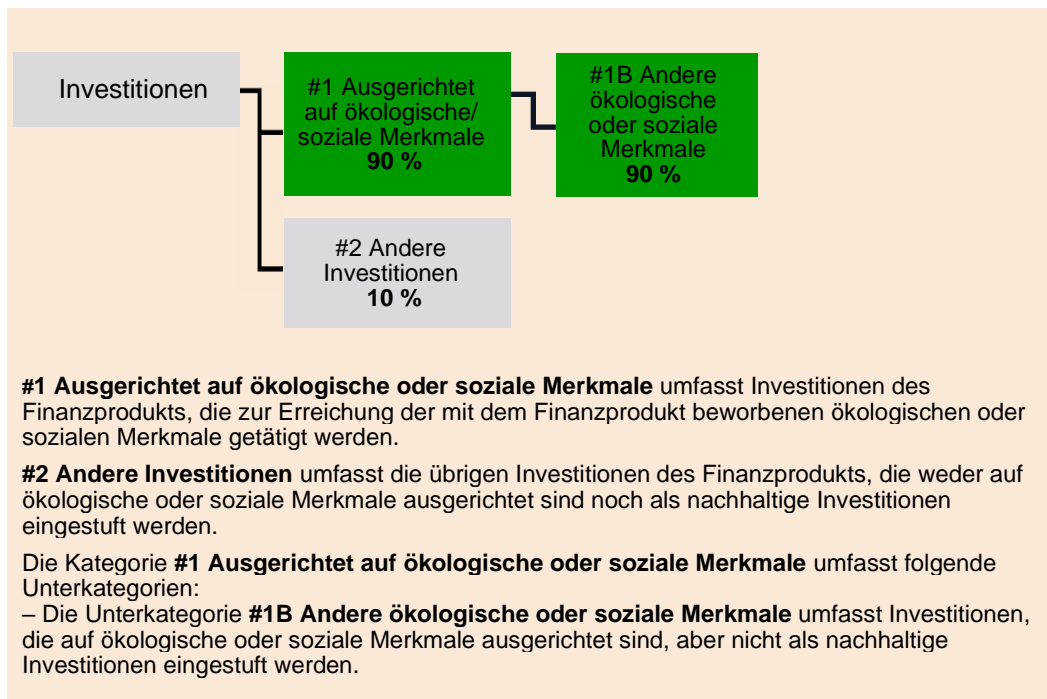 Investitionen
#1 Ausgerichtet
auf ökologische/
soziale Merkmale
90 %
#1B Andere
ökologische
oder soziale
Merkmale
90 %
#2 Andere
Investitionen
10 %
#1 Ausgerichtet auf ökologische oder soziale Merkmale umfasst Investitionen des
Finanzprodukts, die zur Erreichung der mit dem Finanzprodukt beworbenen ökologischen oder
sozialen Merkmale getätigt werden.
#2 Andere Investitionen umfasst die übrigen Investitionen des Finanzprodukts, die weder auf
ökologische oder soziale Merkmale ausgerichtet sind noch als nachhaltige Investitionen
eingestuft werden.
Die Kategorie #1 Ausgerichtet auf ökologische oder soziale Merkmale umfasst folgende
Unterkategorien:
– Die Unterkategorie #1B Andere ökologische oder soziale Merkmale umfasst Investitionen,
die auf ökologische oder soziale Merkmale ausgerichtet sind, aber nicht als nachhaltige
Investitionen eingestuft werden.